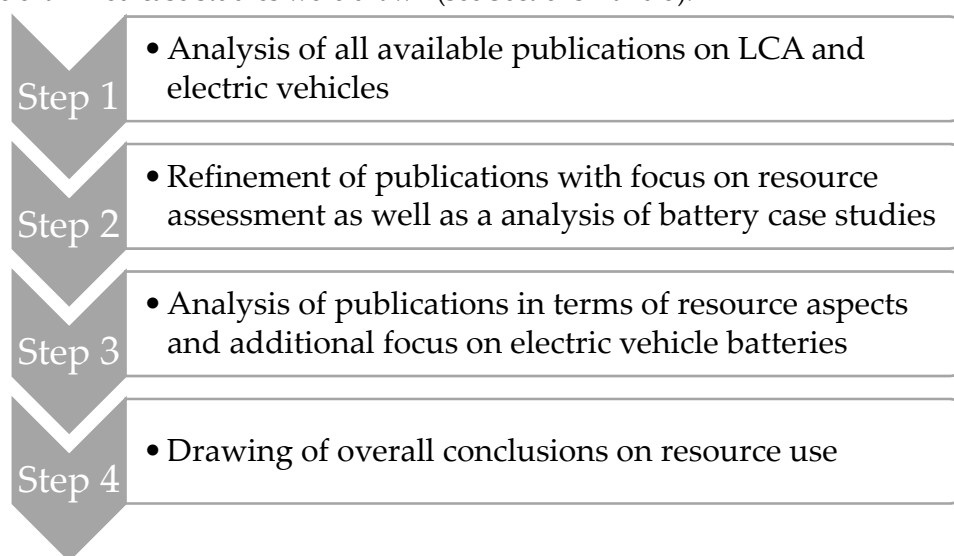 Step 1
• Analysis of all available publications on LCA and
electric vehicles
Step 2
• Refinement of publications with focus on resource
assessment as well as a analysis of battery case studies
Step 3
• Analysis of publications in terms of resource aspects
and additional focus on electric vehicle batteries
Step 4
• Drawing of overall conclusions on resource use